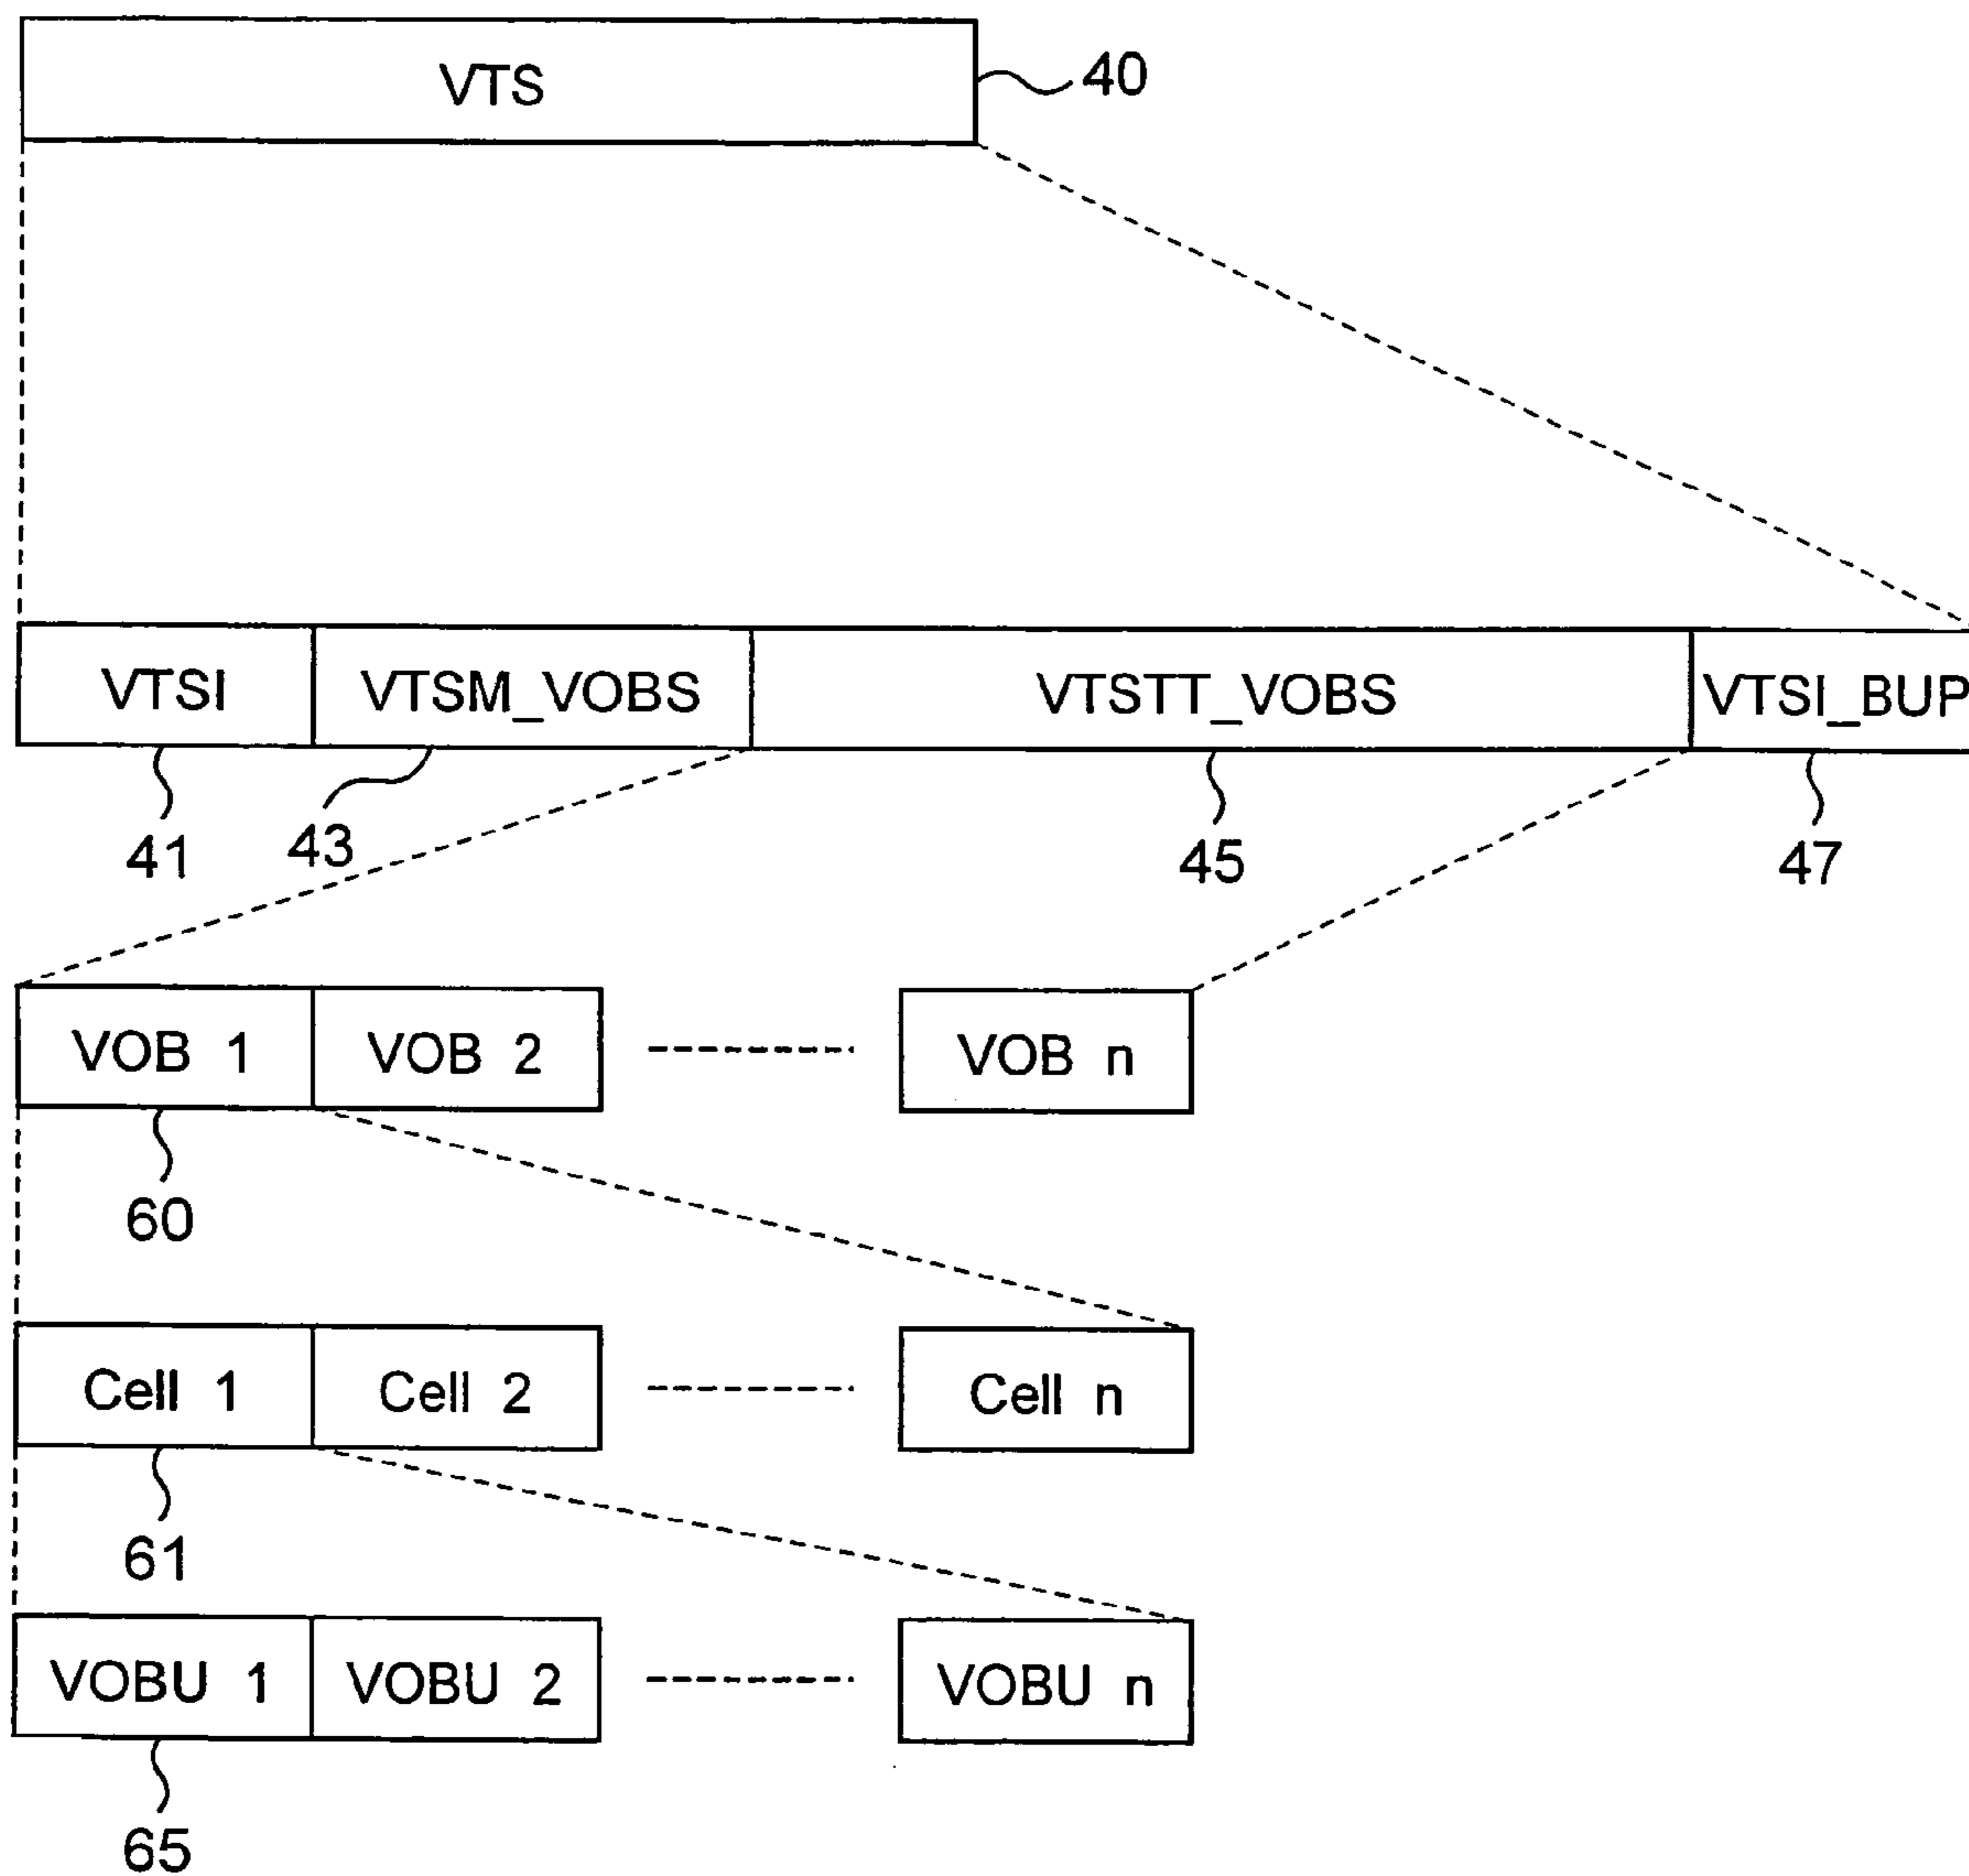 VTS
40
VTSI VTSM_VOBS VTSTT_VOBS VTSI_BUP
41 43 45 47
VOB 1 VOB 2 VOB n
60
Cell 1 Cell 2 Cell n
61
VOBU 1 VOBU 2 VOBU n
65